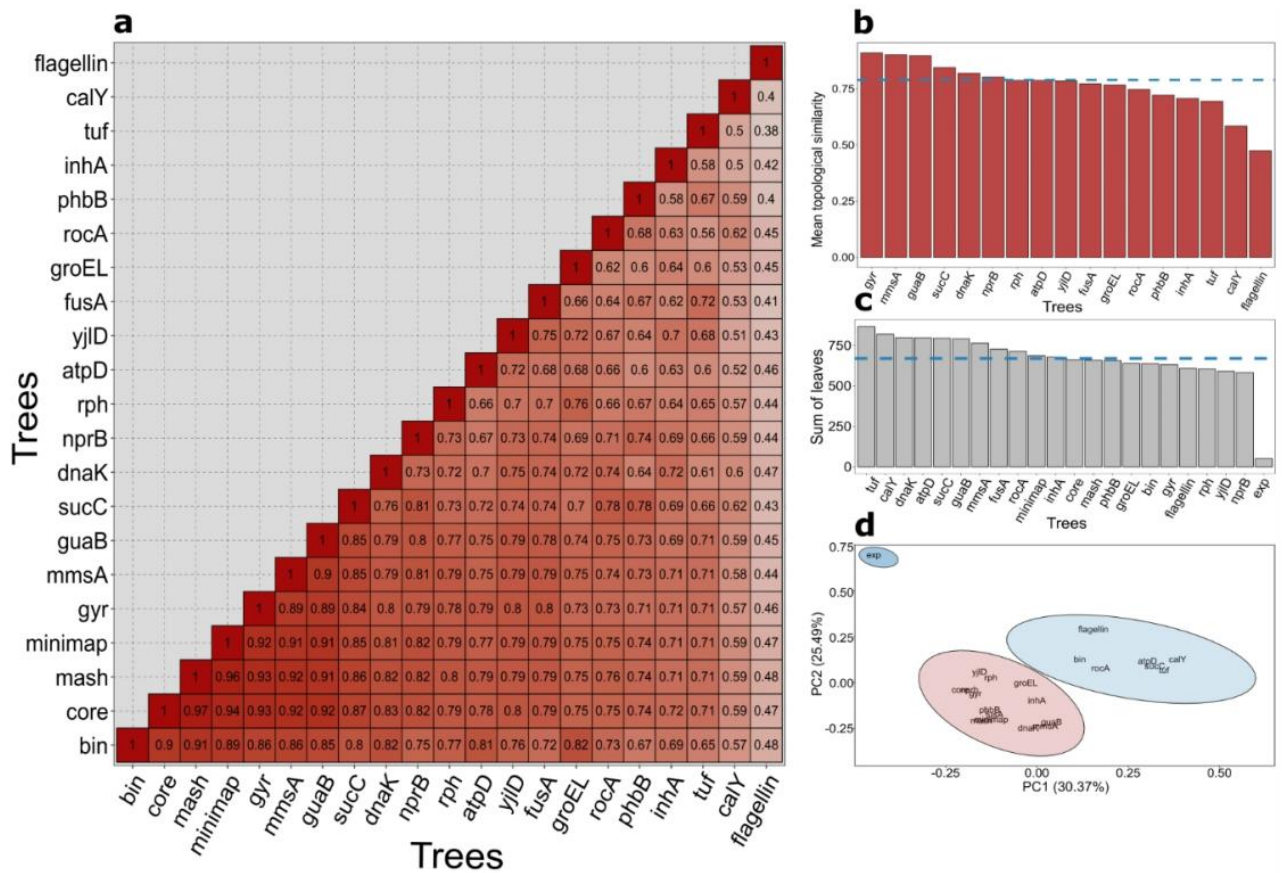 a
flagellin 1
calY 1 0.4
tuf 1 0.5 0.38
inhA 1 0.58 0.5 0.42
phbB 1 0.58 0.67 0.59 0.4
rocA 1 0.68 0.63 0.56 0.62 0.45
groEL 1 0.62 0.6 0.64 0.6 0.53 0.45
fusA 1 0.66 0.64 0.67 0.62 0.72 0.53 0.41
yjlD 1 0.75 0.72 0.67 0.64 0.7 0.68 0.51 0.43
atpD 1 0.72 0.68 0.68 0.66 0.6 0.63 0.6 0.52 0.46
rph 1 0.66 0.7 0.7 0.76 0.66 0.67 0.64 0.65 0.57 0.44
nprB 1 0.73 0.67 0.73 0.74 0.69 0.71 0.74 0.69 0.66 0.59 0.44
dnaK 1 0.73 0.72 0.7 0.75 0.74 0.72 0.74 0.64 0.72 0.61 0.6 0.47
sucC 1 0.76 0.81 0.73 0.72 0.74 0.74 0.7 0.78 0.78 0.69 0.66 0.62 0.43
guaB 1 0.85 0.79 0.8 0.77 0.75 0.79 0.78 0.74 0.75 0.73 0.69 0.71 0.59 0.45
mmsA 1 0.9 0.85 0.79 0.81 0.79 0.75 0.79 0.79 0.75 0.74 0.73 0.71 0.71 0.58 0.44
gyr 1 0.89 0.89 0.84 0.8 0.79 0.78 0.79 0.8 0.8 0.73 0.73 0.71 0.71 0.71 0.57 0.46
minimap 1 0.92 0.91 0.91 0.85 0.81 0.82 0.79 0.77 0.79 0.79 0.75 0.75 0.74 0.71 0.71 0.59 0.47
mash 1 0.96 0.93 0.92 0.91 0.86 0.82 0.82 0.8 0.79 0.79 0.79 0.75 0.76 0.74 0.71 0.71 0.59 0.48
core 1 0.97 0.94 0.93 0.92 0.92 0.87 0.83 0.82 0.79 0.78 0.8 0.79 0.75 0.75 0.74 0.72 0.71 0.59 0.47
bin 1 0.9 0.91 0.89 0.86 0.86 0.85 0.8 0.82 0.75 0.77 0.81 0.76 0.72 0.82 0.73 0.67 0.69 0.65 0.57 0.48
bin core mash minimap gyr mmsA guaB sucC dnaK nprB rph atpD yjlD fusA groEL rocA phbB inhA tuf calY flagellin
Trees
Trees
b
Mean topological similarity
0.75
0.50
0.25
0.00
gyr mmsA guaB sucC dnaK nprB rph atpD yjlD fusA groEL rocA phbB inhA tuf calY flagellin
Trees
c
Sum of leaves
750
500
250
0
tuf calY dnaK atpD sucC guaB mmsA fusA rocA minimap inhA core mash phbB groEL bin gyr flagellin rph yjlD nprB exp
Trees
d
PC2 (25.49%)
0.75
0.50
0.25
0.00
-0.25
exp
flagellin
bin
rocA
atpD
calY
tuf
yjlD
rph
groEL
core
gyr
inhA
phbB
minimap
guaB
mmsA
dnaK
-0.25 0.00 0.25 0.50
PC1 (30.37%)